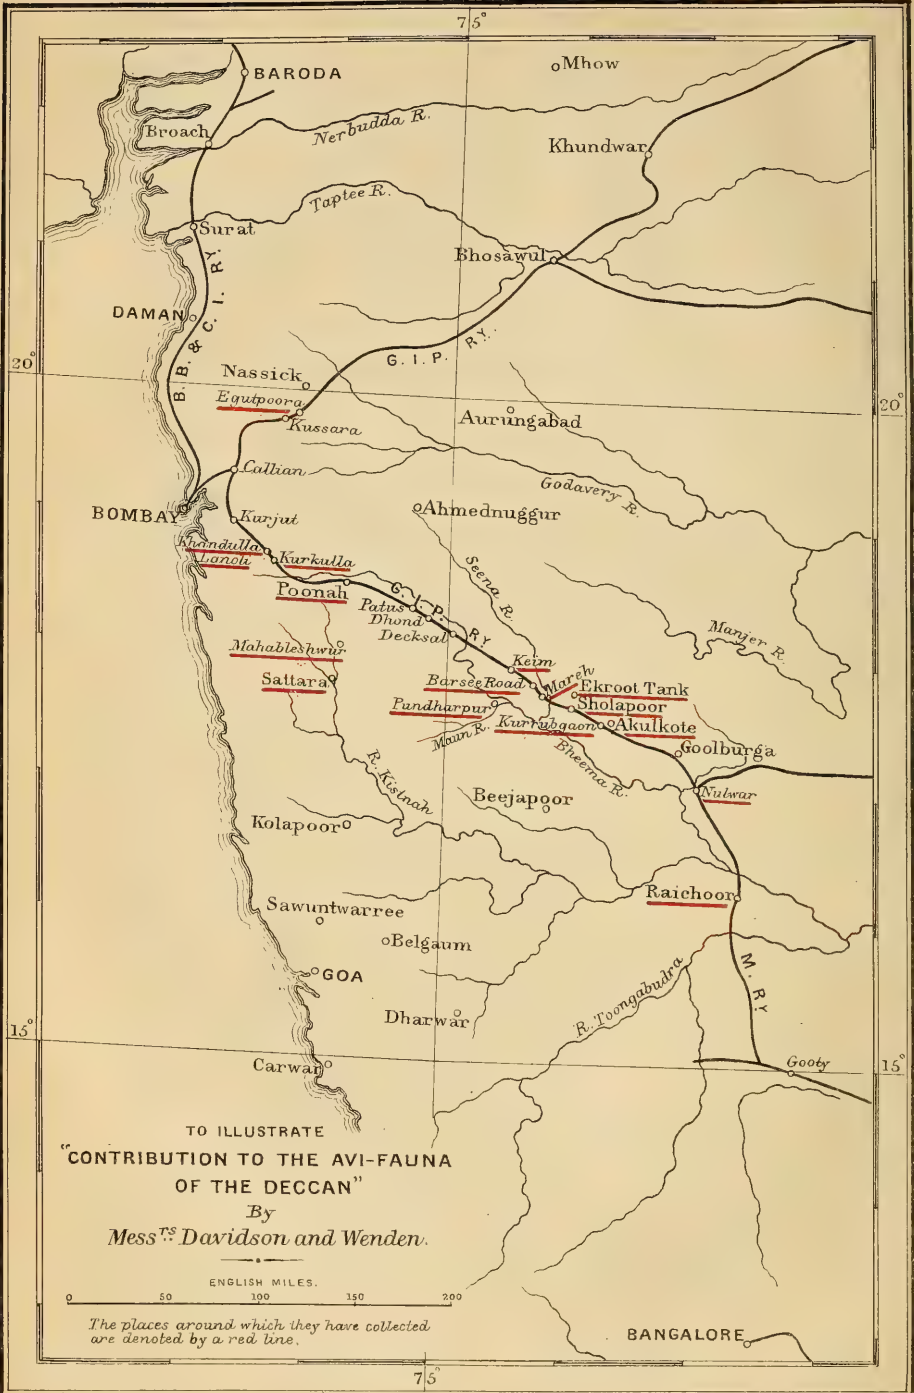 75°
BARODA
Mhow
Broach
Nerbudda R.
Khundwar
Taptee R.
Surat
Bhosawul
B. B. & C. I. RY.
DAMAN
G. I. P. RY.
20°
Nassick
Egutpoora
20°
Kussara
Aurungabad
Callian
Godavery R.
BOMBAY
Kurjut
Ahmednuggur
Khandulla
Lanoli
Kurkulla
Poonah
G. I. P. RY.
Seena R.
Patus
Dhond
Decksal
Manjer R.
Mahableshwur
Keim
Sattara
Barsee Road
Mareh
Ekroot Tank
Pundharpur
Sholapoor
Kurrubgaon
Akulkote
Maun R.
Bheema R.
Goolburga
R. Kistnah
Beejapoor
Nulwar
Kolapoor
Raichoor
Sawuntwarree
Belgaum
GOA
M. RY.
R. Toongabudra
Dharwar
15°
Carwar
Gooty
15°
TO ILLUSTRATE
"CONTRIBUTION TO THE AVI-FAUNA
OF THE DECCAN"
By
Messrs. Davidson and Wenden.
ENGLISH MILES.
0 50 100 150 200
The places around which they have collected
are denoted by a red line.
BANGALORE
75°